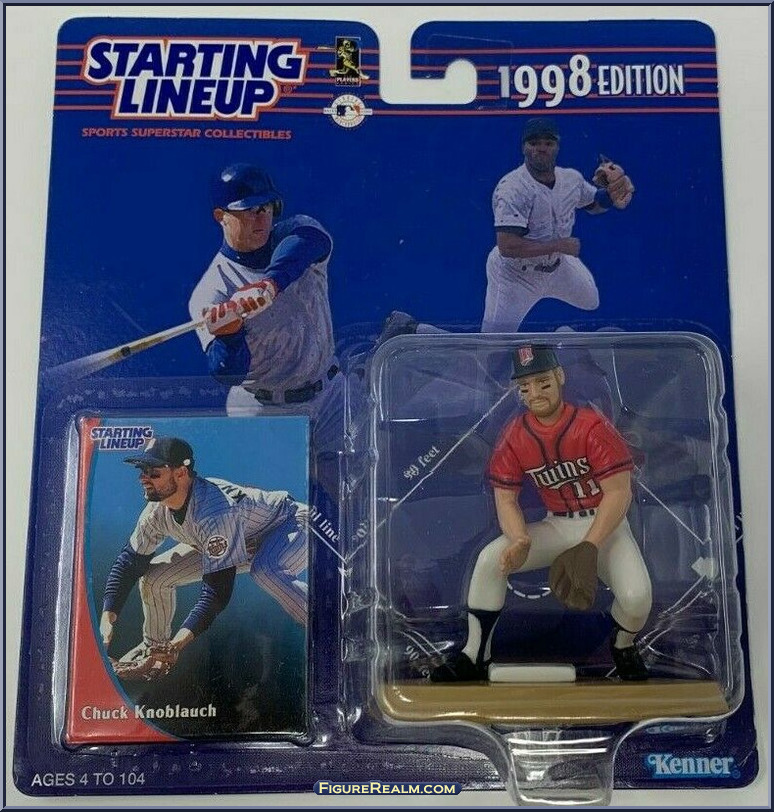 STARTING
LINEUP
SPORTS SUPERSTAR COLLECTIBLES
1998 EDITION
STARTING
LINEUP
Chuck Knoblauch
90 feet
Twins
11
AGES 4 TO 104
Kenner
FIGUREREALM.COM